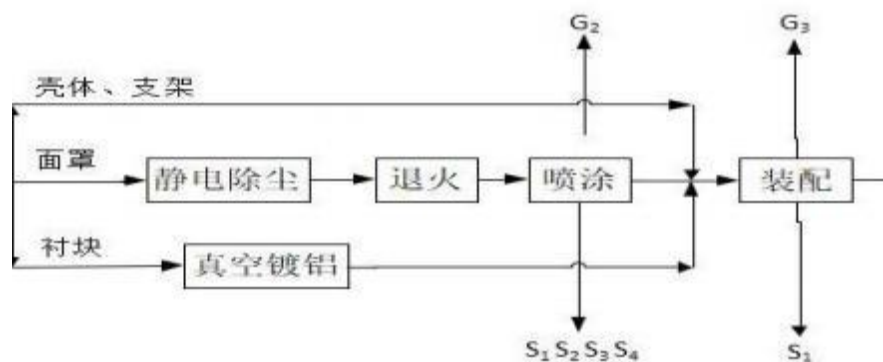 G₂
G₃
壳体、支架
面罩
静电除尘
退火
喷涂
装配
衬块
真空镀铝
S₁ S₂ S₃ S₄
S₁